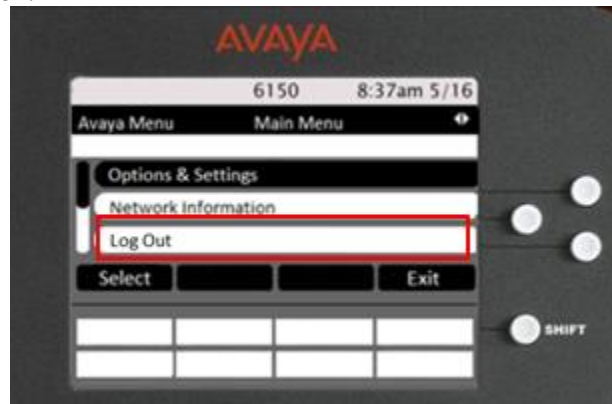 AVAYA
6150 8:37am 5/16
Avaya Menu Main Menu
Options & Settings
Network Information
Log Out
Select Exit
SHIFT